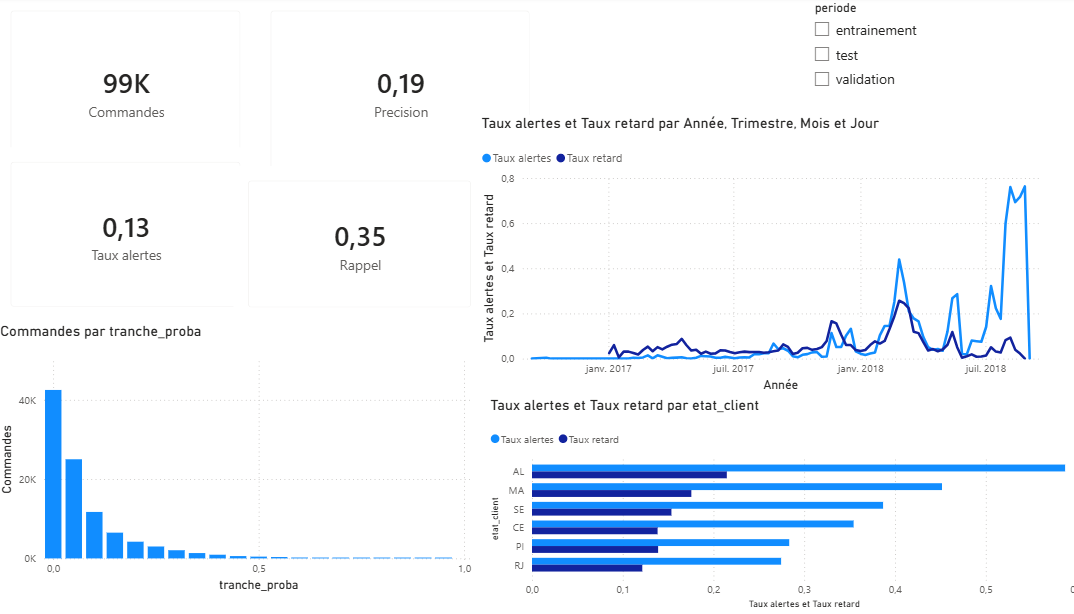 99K
Commandes
0,19
Precision
periode
entrainement
test
validation
0,13
Taux alertes
0,35
Rappel
Taux alertes et Taux retard par Année, Trimestre, Mois et Jour
Taux alertes Taux retard
Taux alertes et Taux retard
0,8
0,6
0,4
0,2
0,0
janv. 2017 juil. 2017 janv. 2018 juil. 2018
Année
Commandes par tranche_proba
Commandes
40K
20K
0K
0,0 0,5 1,0
tranche_proba
Taux alertes et Taux retard par etat_client
Taux alertes Taux retard
etat_client
AL
MA
SE
CE
PI
RJ
0,0 0,1 0,2 0,3 0,4 0,5
Taux alertes et Taux retard